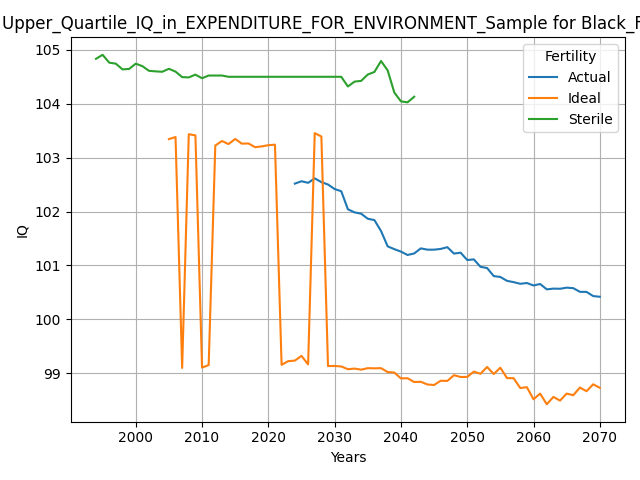 Upper_Quartile_IQ_in_EXPENDITURE_FOR_ENVIRONMENT_Sample for Black_F
105
104
103
102
101
100
99
IQ
Fertility
Actual
Ideal
Sterile
2000 2010 2020 2030 2040 2050 2060 2070
Years